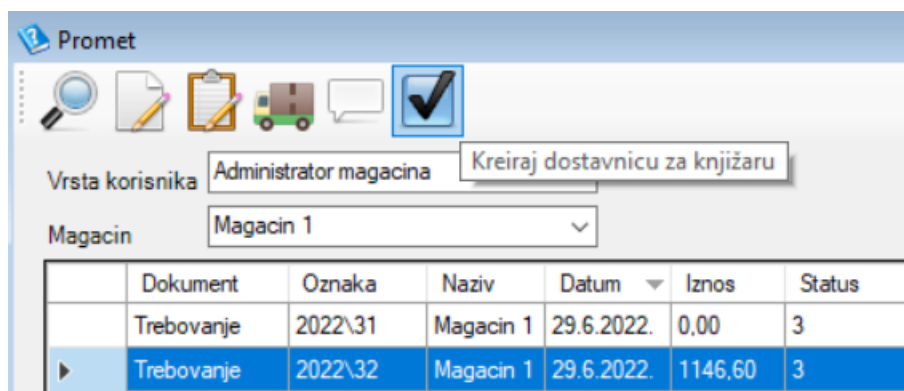 Promet
Kreiraj dostavnicu za knjižaru
Vrsta korisnika Administrator magacina
Magacin Magacin 1
Dokument Oznaka Naziv Datum Iznos Status
Trebovanje 2022\31 Magacin 1 29.6.2022. 0,00 3
Trebovanje 2022\32 Magacin 1 29.6.2022. 1146,60 3